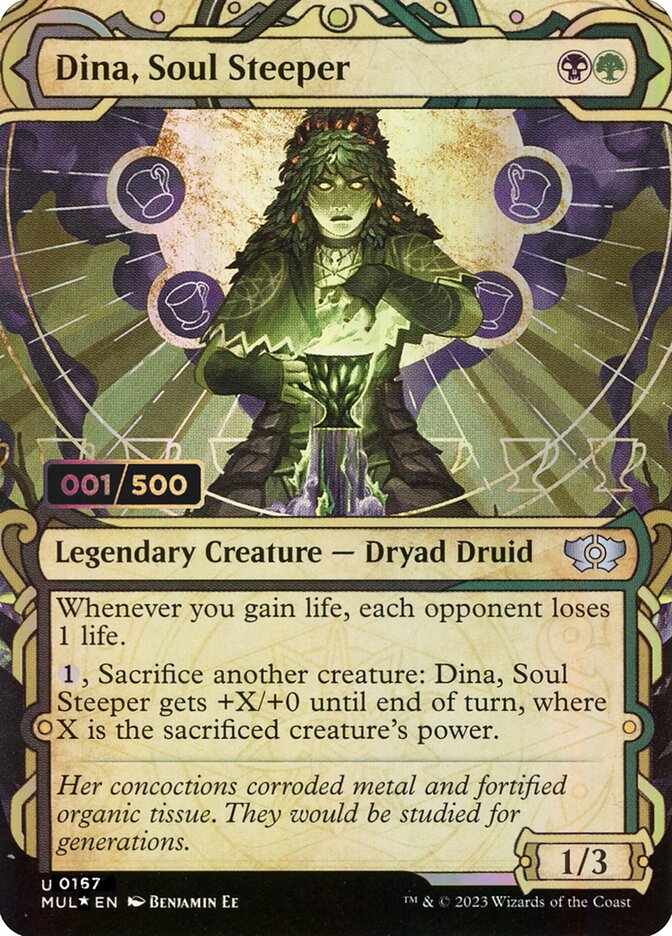 Dina, Soul Steeper
001/500
Legendary Creature — Dryad Druid
Whenever you gain life, each opponent loses
1 life.
1, Sacrifice another creature: Dina, Soul
Steeper gets +X/+0 until end of turn, where
X is the sacrificed creature's power.
Her concoctions corroded metal and fortified
organic tissue. They would be studied for
generations.
1/3
U 0167
MUL★EN Benjamin Ee ™ & © 2023 Wizards of the Coast